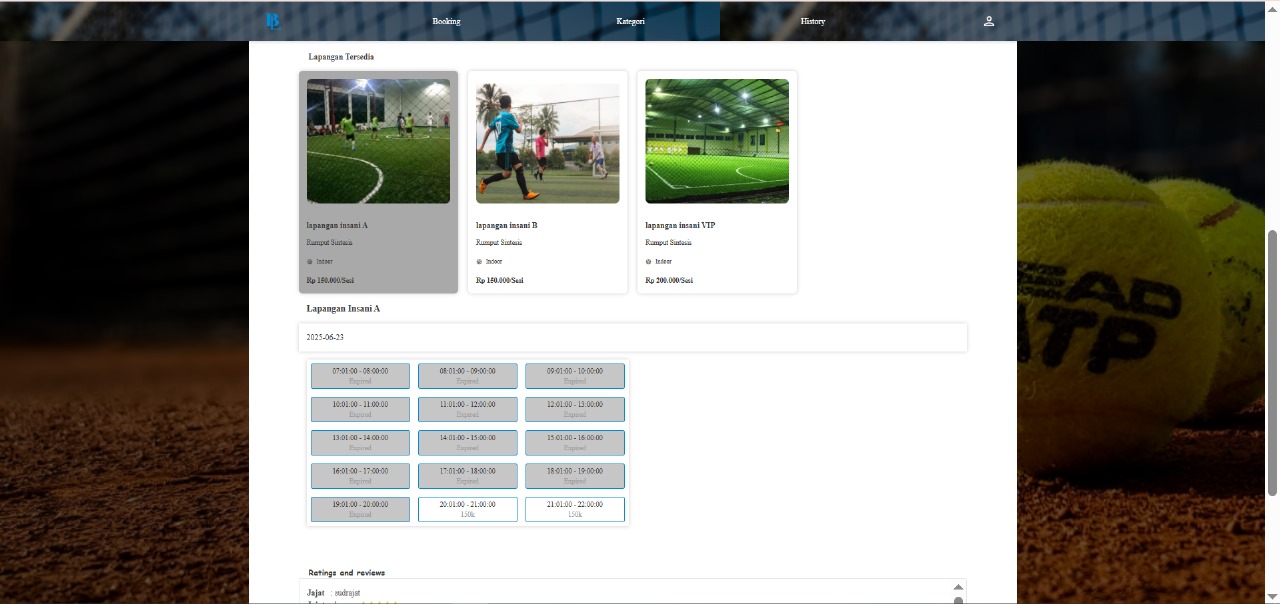 Booking Kategori History
Lapangan Tersedia
lapangan insani A
Rumput Sintesis
Indoor
Rp 150.000/Sesi
lapangan insani B
Rumput Sintesis
Indoor
Rp 150.000/Sesi
lapangan insani VIP
Rumput Sintesis
Indoor
Rp 200.000/Sesi
Lapangan Insani A
2025-06-23
07:01:00 - 08:00:00 08:01:00 - 09:00:00 09:01:00 - 10:00:00
Expired Expired Expired
10:01:00 - 11:00:00 11:01:00 - 12:00:00 12:01:00 - 13:00:00
Expired Expired Expired
13:01:00 - 14:00:00 14:01:00 - 15:00:00 15:01:00 - 16:00:00
Expired Expired Expired
16:01:00 - 17:00:00 17:01:00 - 18:00:00 18:01:00 - 19:00:00
Expired Expired Expired
19:01:00 - 20:00:00 20:01:00 - 21:00:00 21:01:00 - 22:00:00
Expired 150k 150k
Ratings and reviews
Jajat : sudrajat
EAD
ATP